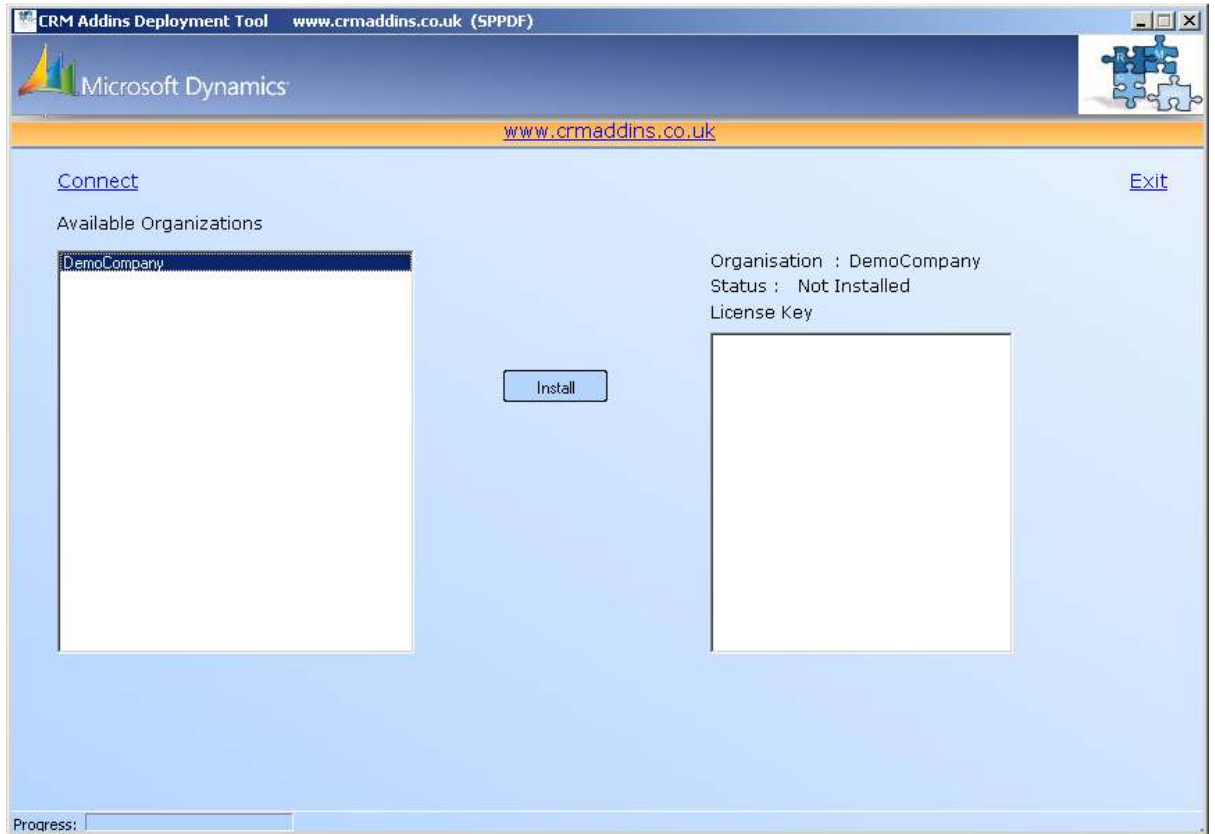 CRM Addins Deployment Tool www.crmaddins.co.uk (SPPDF)
Microsoft Dynamics
www.crmaddins.co.uk
Connect
Exit
Available Organizations
DemoCompany
Organisation : DemoCompany
Status : Not Installed
License Key
Install
Progress: